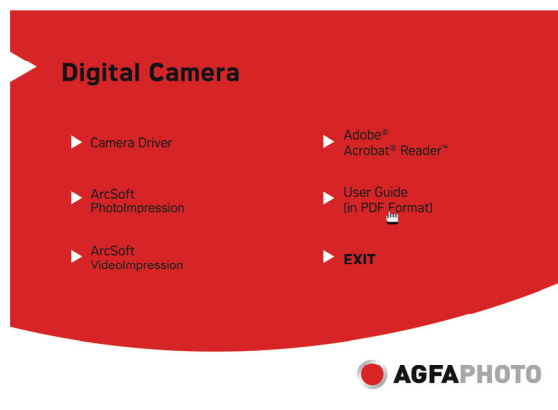 Digital Camera
Camera Driver
ArcSoft
PhotoImpression
ArcSoft
VideoImpression
Adobe®
Acrobat® Reader™
User Guide
(in PDF Format)
EXIT
AGFAPHOTO